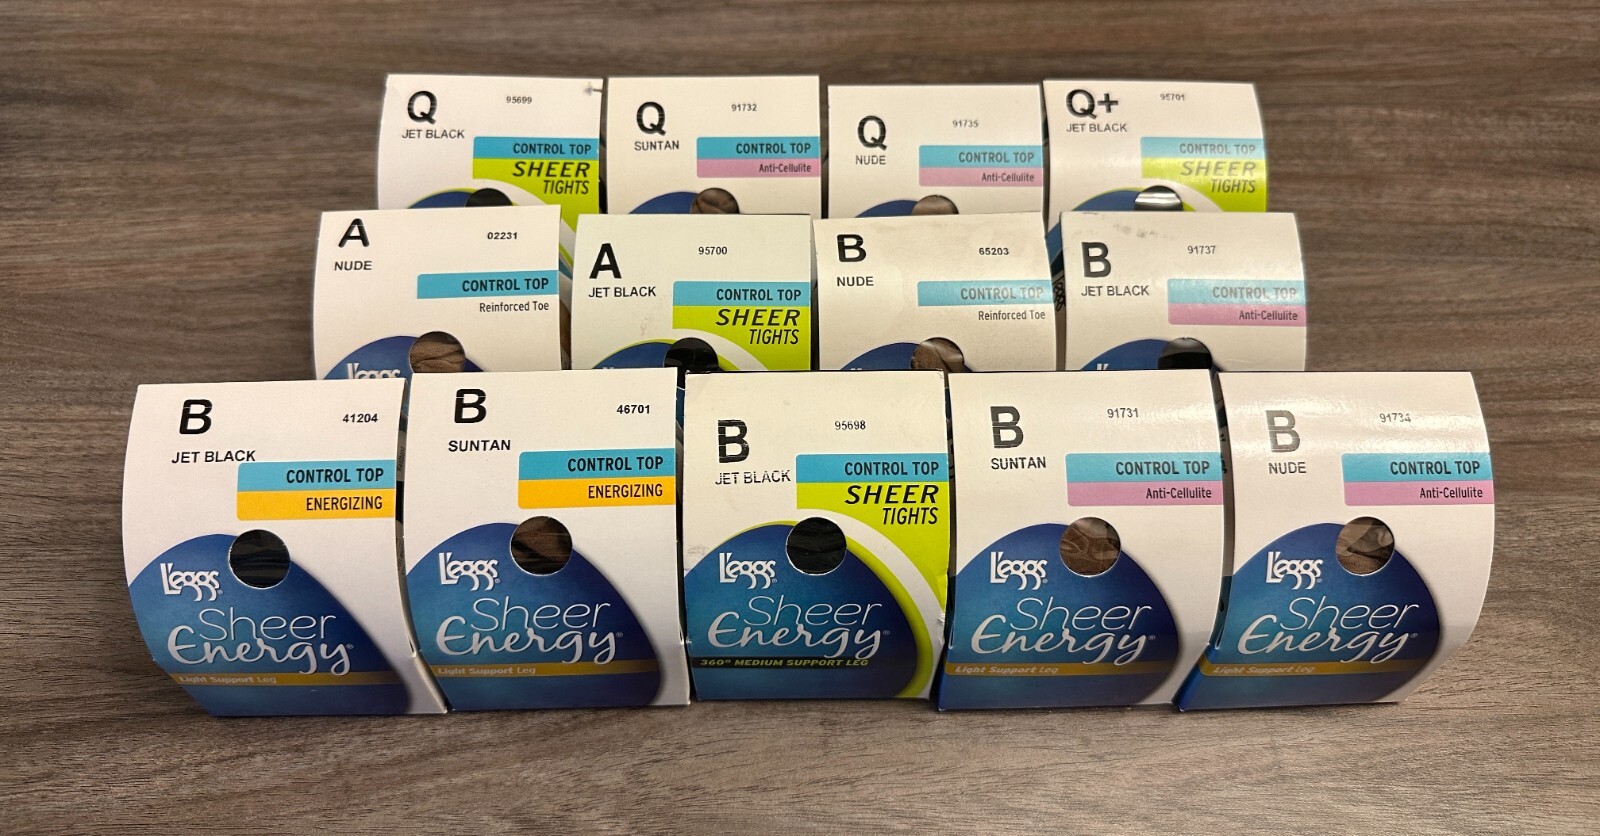 Q
95699
JET BLACK
CONTROL TOP
SHEER
TIGHTS
Q
91732
SUNTAN
CONTROL TOP
Anti-Cellulite
Q
91735
NUDE
CONTROL TOP
Anti-Cellulite
Q+
95701
JET BLACK
CONTROL TOP
SHEER
TIGHTS
A
02231
NUDE
CONTROL TOP
Reinforced Toe
L'eggs
A
95700
JET BLACK
CONTROL TOP
SHEER
TIGHTS
B
65203
NUDE
CONTROL TOP
Reinforced Toe
B
91737
JET BLACK
CONTROL TOP
Anti-Cellulite
B
41204
JET BLACK
CONTROL TOP
ENERGIZING
L'eggs
Sheer
Energy®
Light Support Leg
B
46701
SUNTAN
CONTROL TOP
ENERGIZING
L'eggs
Sheer
Energy®
Light Support Leg
B
95698
JET BLACK
CONTROL TOP
SHEER
TIGHTS
L'eggs
Sheer
Energy®
360° MEDIUM SUPPORT LEG
B
91731
SUNTAN
CONTROL TOP
Anti-Cellulite
L'eggs
Sheer
Energy®
Light Support Leg
B
91734
NUDE
CONTROL TOP
Anti-Cellulite
L'eggs
Sheer
Energy®
Light Support Leg